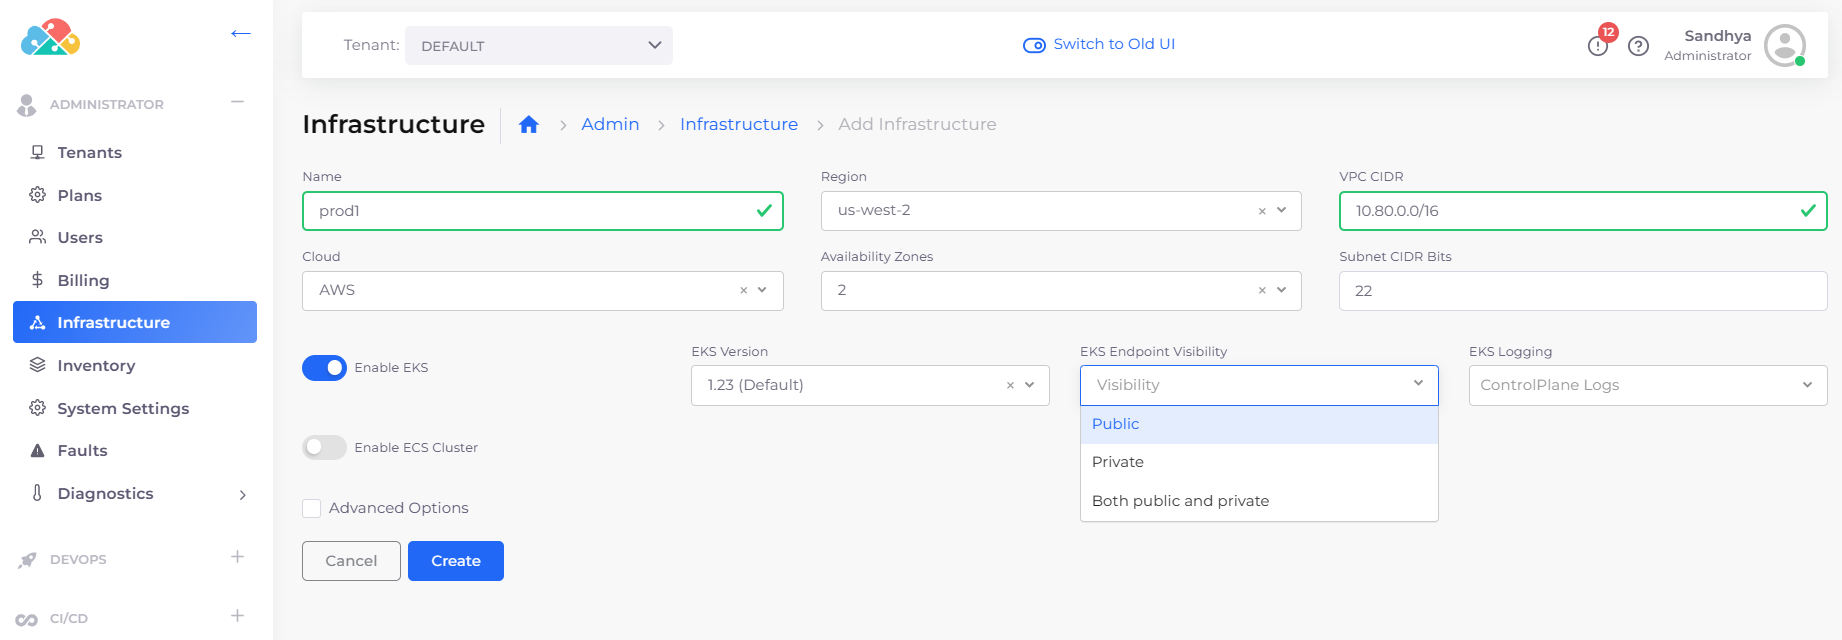 Tenant: DEFAULT
Switch to Old UI
12
Sandhya
Administrator
ADMINISTRATOR
Tenants
Plans
Users
Billing
Infrastructure
Inventory
System Settings
Faults
Diagnostics
DEVOPS
CI/CD
Infrastructure
Admin > Infrastructure > Add Infrastructure
Name
prod1
Region
us-west-2
VPC CIDR
10.80.0.0/16
Cloud
AWS
Availability Zones
2
Subnet CIDR Bits
22
Enable EKS
EKS Version
1.23 (Default)
EKS Endpoint Visibility
Visibility
Public
Private
Both public and private
EKS Logging
ControlPlane Logs
Enable ECS Cluster
Advanced Options
Cancel
Create